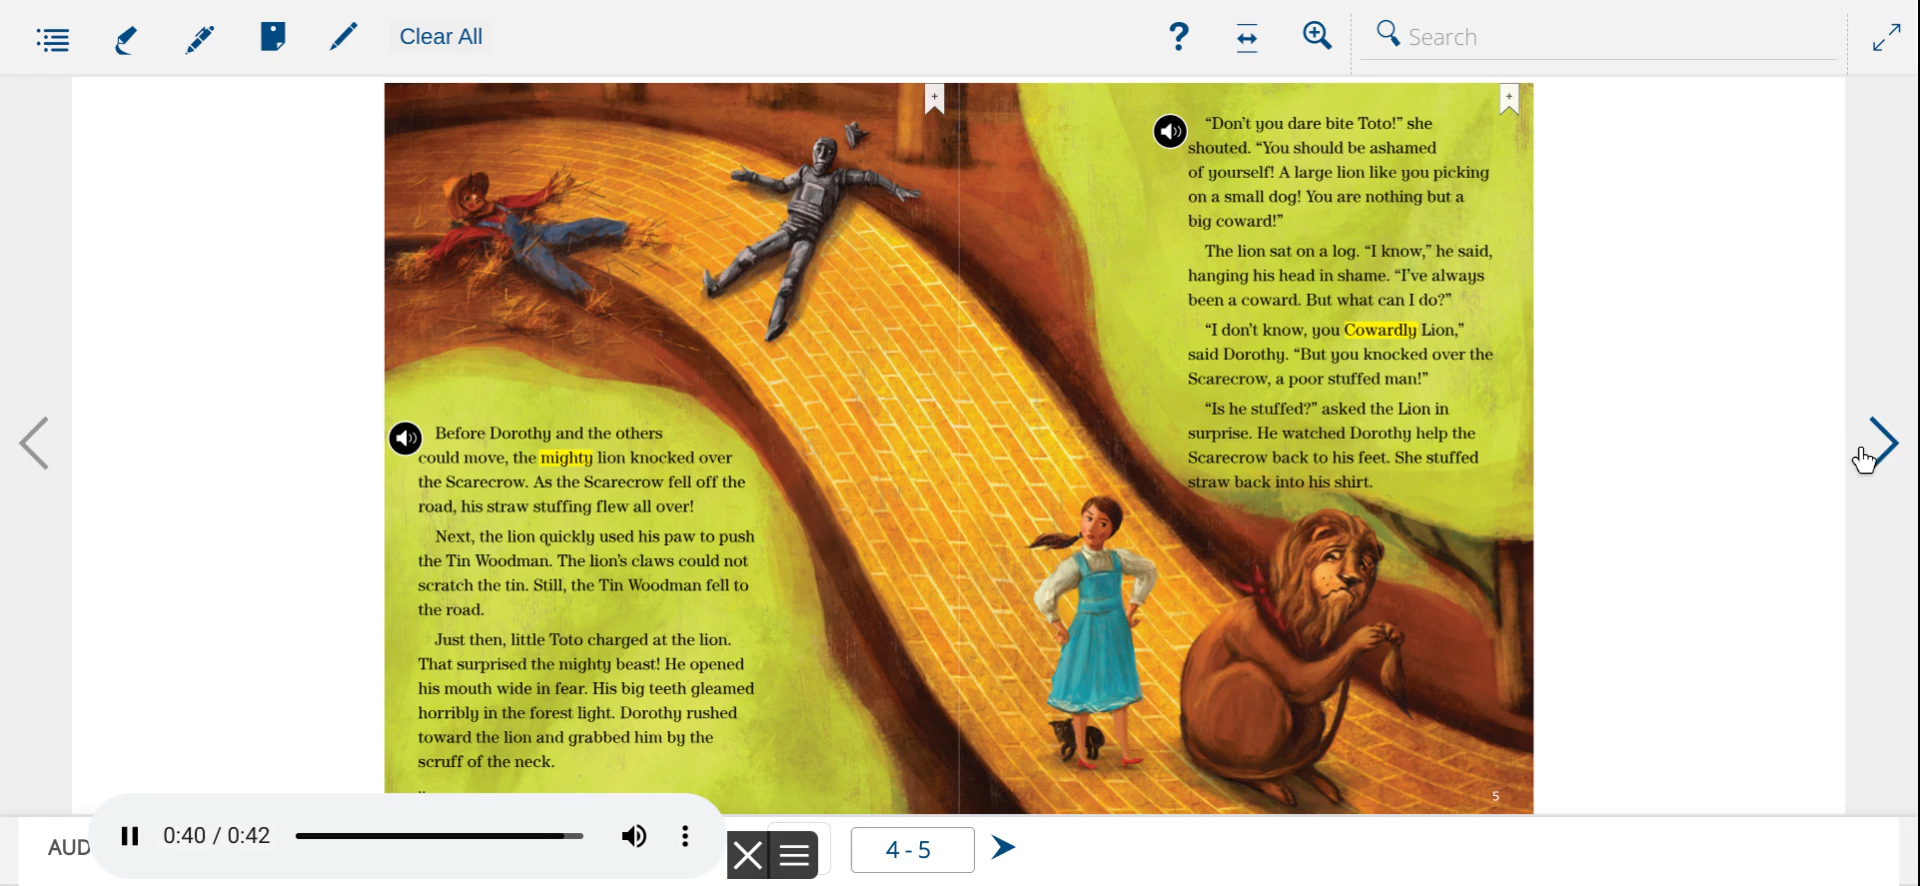 Clear All
?
Search
Before Dorothy and the others
could move, the mighty lion knocked over
the Scarecrow. As the Scarecrow fell off the
road, his straw stuffing flew all over!
Next, the lion quickly used his paw to push
the Tin Woodman. The lion’s claws could not
scratch the tin. Still, the Tin Woodman fell to
the road.
Just then, little Toto charged at the lion.
That surprised the mighty beast! He opened
his mouth wide in fear. His big teeth gleamed
horribly in the forest light. Dorothy rushed
toward the lion and grabbed him by the
scruff of the neck.
“Don’t you dare bite Toto!” she
shouted. “You should be ashamed
of yourself! A large lion like you picking
on a small dog! You are nothing but a
big coward!”
The lion sat on a log. “I know,” he said,
hanging his head in shame. “I’ve always
been a coward. But what can I do?”
“I don’t know, you Cowardly Lion,”
said Dorothy. “But you knocked over the
Scarecrow, a poor stuffed man!”
“Is he stuffed?” asked the Lion in
surprise. He watched Dorothy help the
Scarecrow back to his feet. She stuffed
straw back into his shirt.
5
AUD
0:40 / 0:42
4 - 5